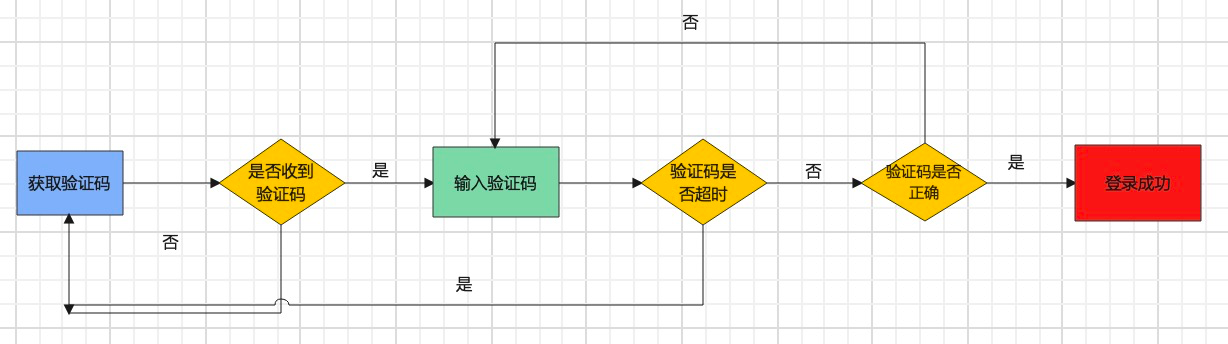 否
获取验证码
是否收到
验证码
是
输入验证码
验证码是
否超时
否
验证码是否
正确
是
登录成功
否
是